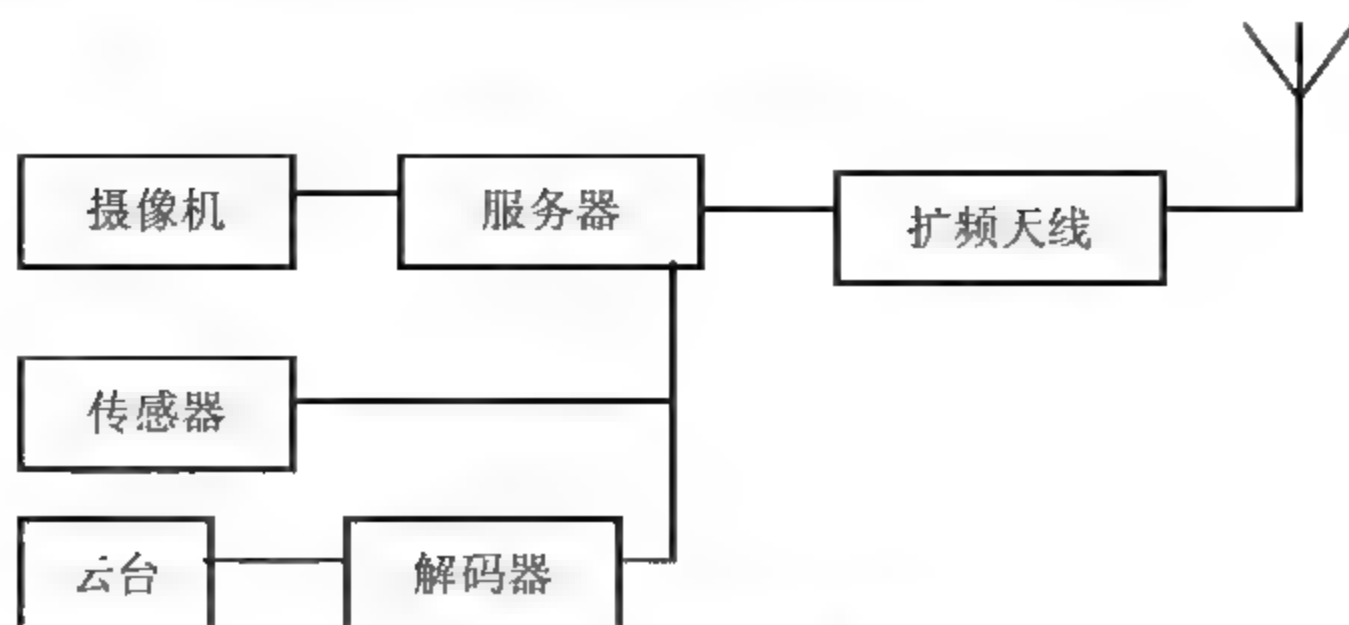 摄像机
服务器
扩频天线
传感器
云台
解码器